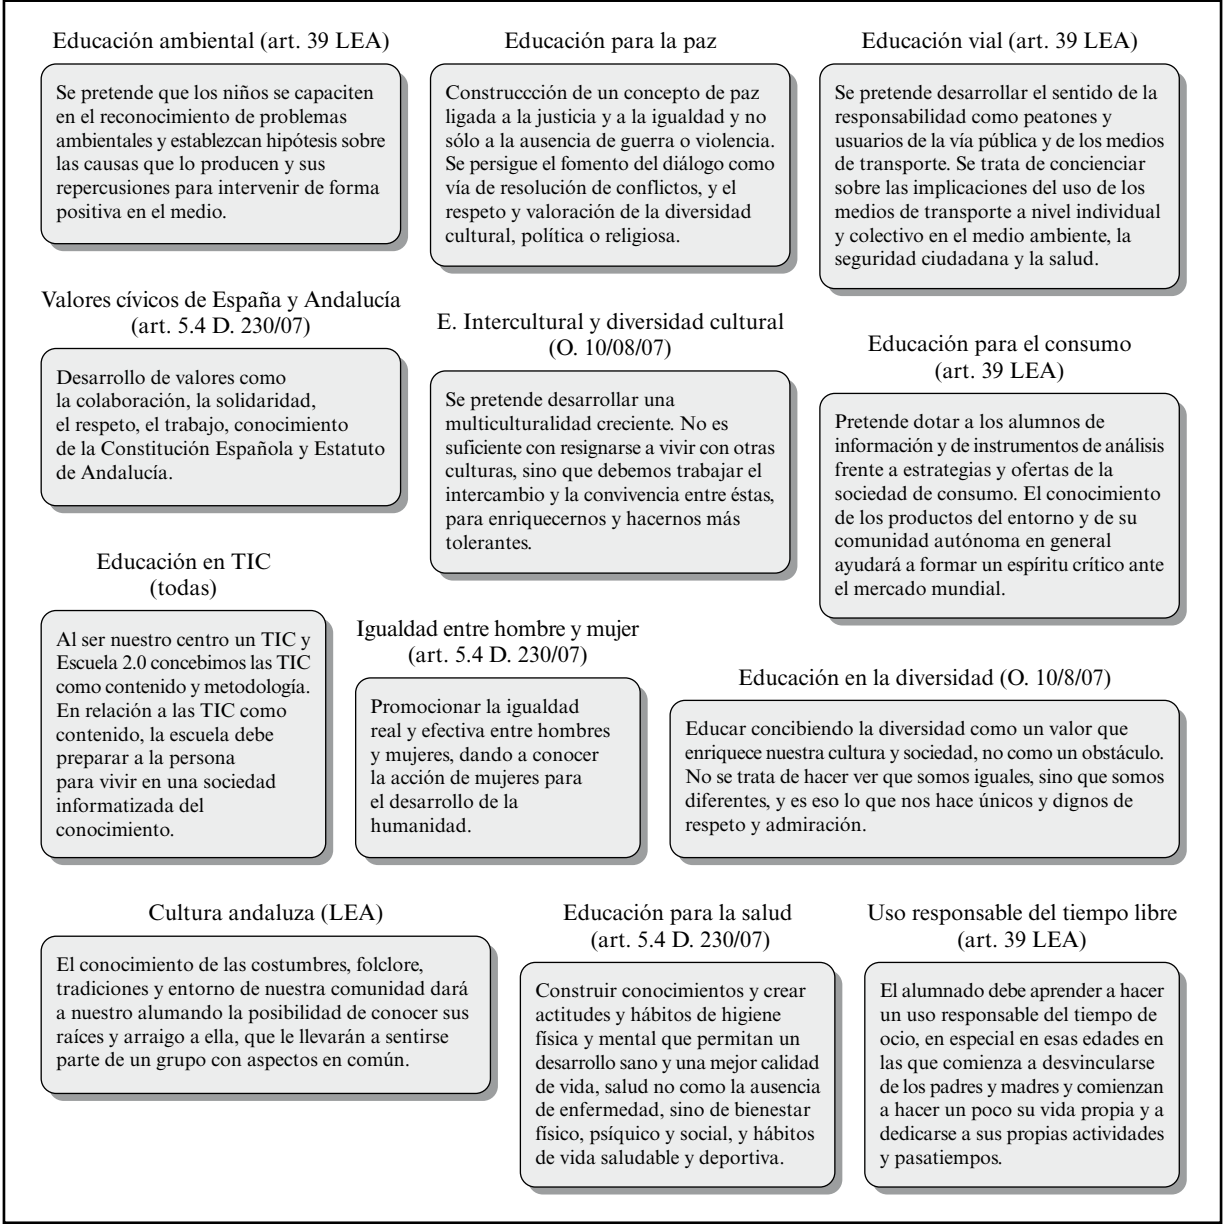 Educación ambiental (art. 39 LEA)
Se pretende que los niños se capaciten
en el reconocimiento de problemas
ambientales y establezcan hipótesis sobre
las causas que lo producen y sus
repercusiones para intervenir de forma
positiva en el medio.
Educación para la paz
Construccción de un concepto de paz
ligada a la justicia y a la igualdad y no
sólo a la ausencia de guerra o violencia.
Se persigue el fomento del diálogo como
vía de resolución de conflictos, y el
respeto y valoración de la diversidad
cultural, política o religiosa.
Educación vial (art. 39 LEA)
Se pretende desarrollar el sentido de la
responsabilidad como peatones y
usuarios de la vía pública y de los medios
de transporte. Se trata de concienciar
sobre las implicaciones del uso de los
medios de transporte a nivel individual
y colectivo en el medio ambiente, la
seguridad ciudadana y la salud.
Valores cívicos de España y Andalucía
(art. 5.4 D. 230/07)
Desarrollo de valores como
la colaboración, la solidaridad,
el respeto, el trabajo, conocimiento
de la Constitución Española y Estatuto
de Andalucía.
E. Intercultural y diversidad cultural
(O. 10/08/07)
Se pretende desarrollar una
multiculturalidad creciente. No es
suficiente con resignarse a vivir con otras
culturas, sino que debemos trabajar el
intercambio y la convivencia entre éstas,
para enriquecernos y hacernos más
tolerantes.
Educación para el consumo
(art. 39 LEA)
Pretende dotar a los alumnos de
información y de instrumentos de análisis
frente a estrategias y ofertas de la
sociedad de consumo. El conocimiento
de los productos del entorno y de su
comunidad autónoma en general
ayudará a formar un espíritu crítico ante
el mercado mundial.
Educación en TIC
(todas)
Al ser nuestro centro un TIC y
Escuela 2.0 concebimos las TIC
como contenido y metodología.
En relación a las TIC como
contenido, la escuela debe
preparar a la persona
para vivir en una sociedad
informatizada del
conocimiento.
Igualdad entre hombre y mujer
(art. 5.4 D. 230/07)
Promocionar la igualdad
real y efectiva entre hombres
y mujeres, dando a conocer
la acción de mujeres para
el desarrollo de la
humanidad.
Educación en la diversidad (O. 10/8/07)
Educar concibiendo la diversidad como un valor que
enriquece nuestra cultura y sociedad, no como un obstáculo.
No se trata de hacer ver que somos iguales, sino que somos
diferentes, y es eso lo que nos hace únicos y dignos de
respeto y admiración.
Cultura andaluza (LEA)
El conocimiento de las costumbres, folclore,
tradiciones y entorno de nuestra comunidad dará
a nuestro alumando la posibilidad de conocer sus
raíces y arraigo a ella, que le llevarán a sentirse
parte de un grupo con aspectos en común.
Educación para la salud
(art. 5.4 D. 230/07)
Construir conocimientos y crear
actitudes y hábitos de higiene
física y mental que permitan un
desarrollo sano y una mejor calidad
de vida, salud no como la ausencia
de enfermedad, sino de bienestar
físico, psíquico y social, y hábitos
de vida saludable y deportiva.
Uso responsable del tiempo libre
(art. 39 LEA)
El alumnado debe aprender a hacer
un uso responsable del tiempo de
ocio, en especial en esas edades en
las que comienza a desvincularse
de los padres y madres y comienzan
a hacer un poco su vida propia y a
dedicarse a sus propias actividades
y pasatiempos.